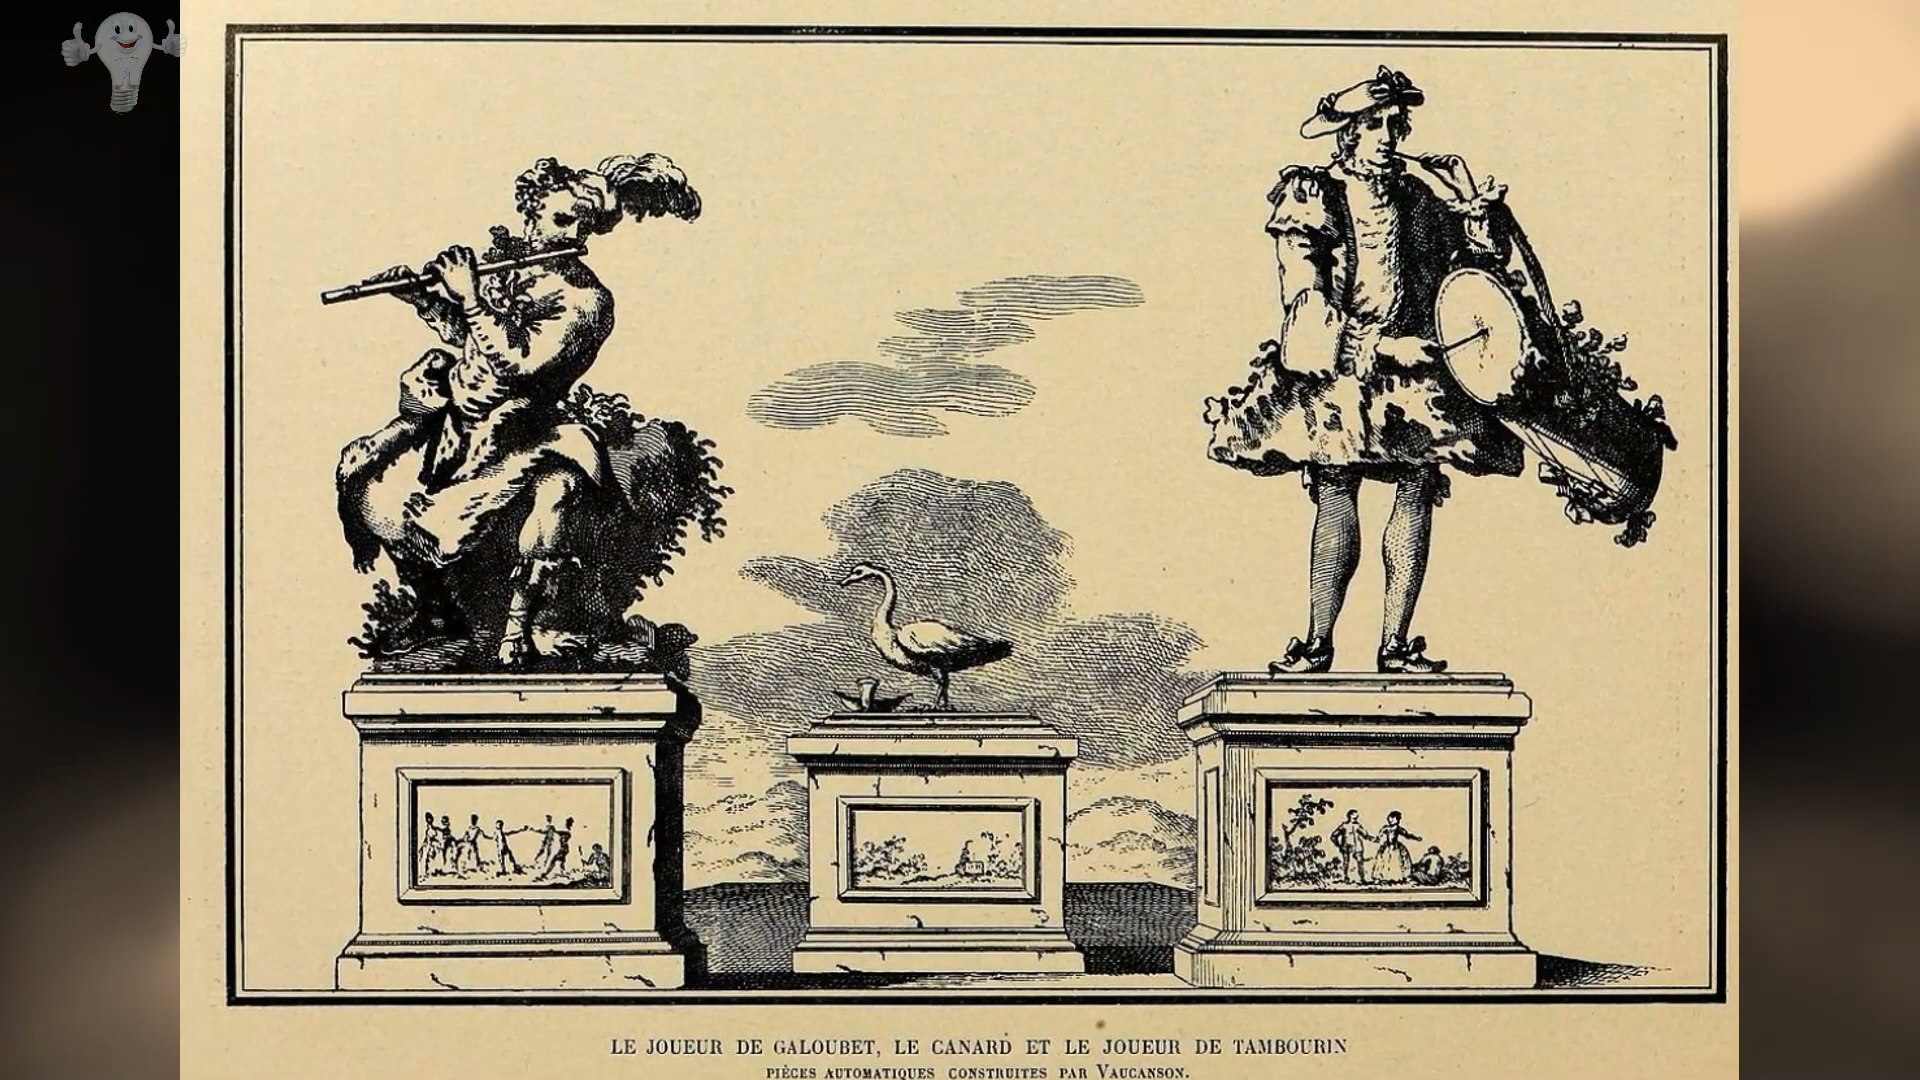 LE JOUEUR DE GALOUBET, LE CANARD ET LE JOUEUR DE TAMBOURIN
PIÈCES AUTOMATIQUES CONSTRUITES PAR VAUCANSON.